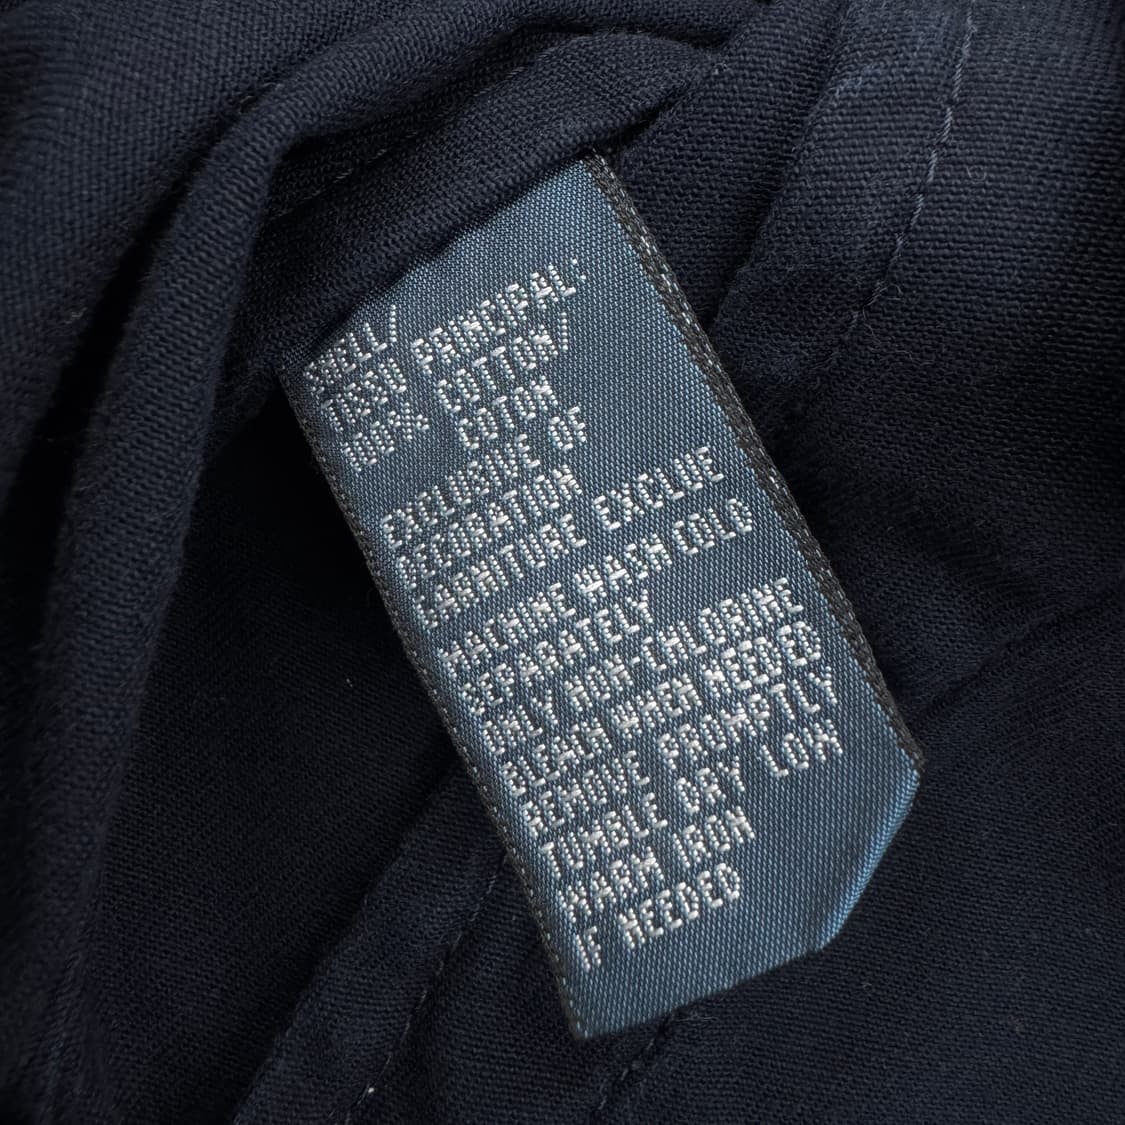 SHELL/
TISSU PRINCIPAL:
100% COTTON/
COTON
EXCLUSIVE OF
DECORATION
GARNITURE EXCLUE
MACHINE WASH COLD
SEPARATELY
ONLY NON-CHLORINE
BLEACH WHEN NEEDED
REMOVE PROMPTLY
TUMBLE DRY LOW
WARM IRON
IF NEEDED